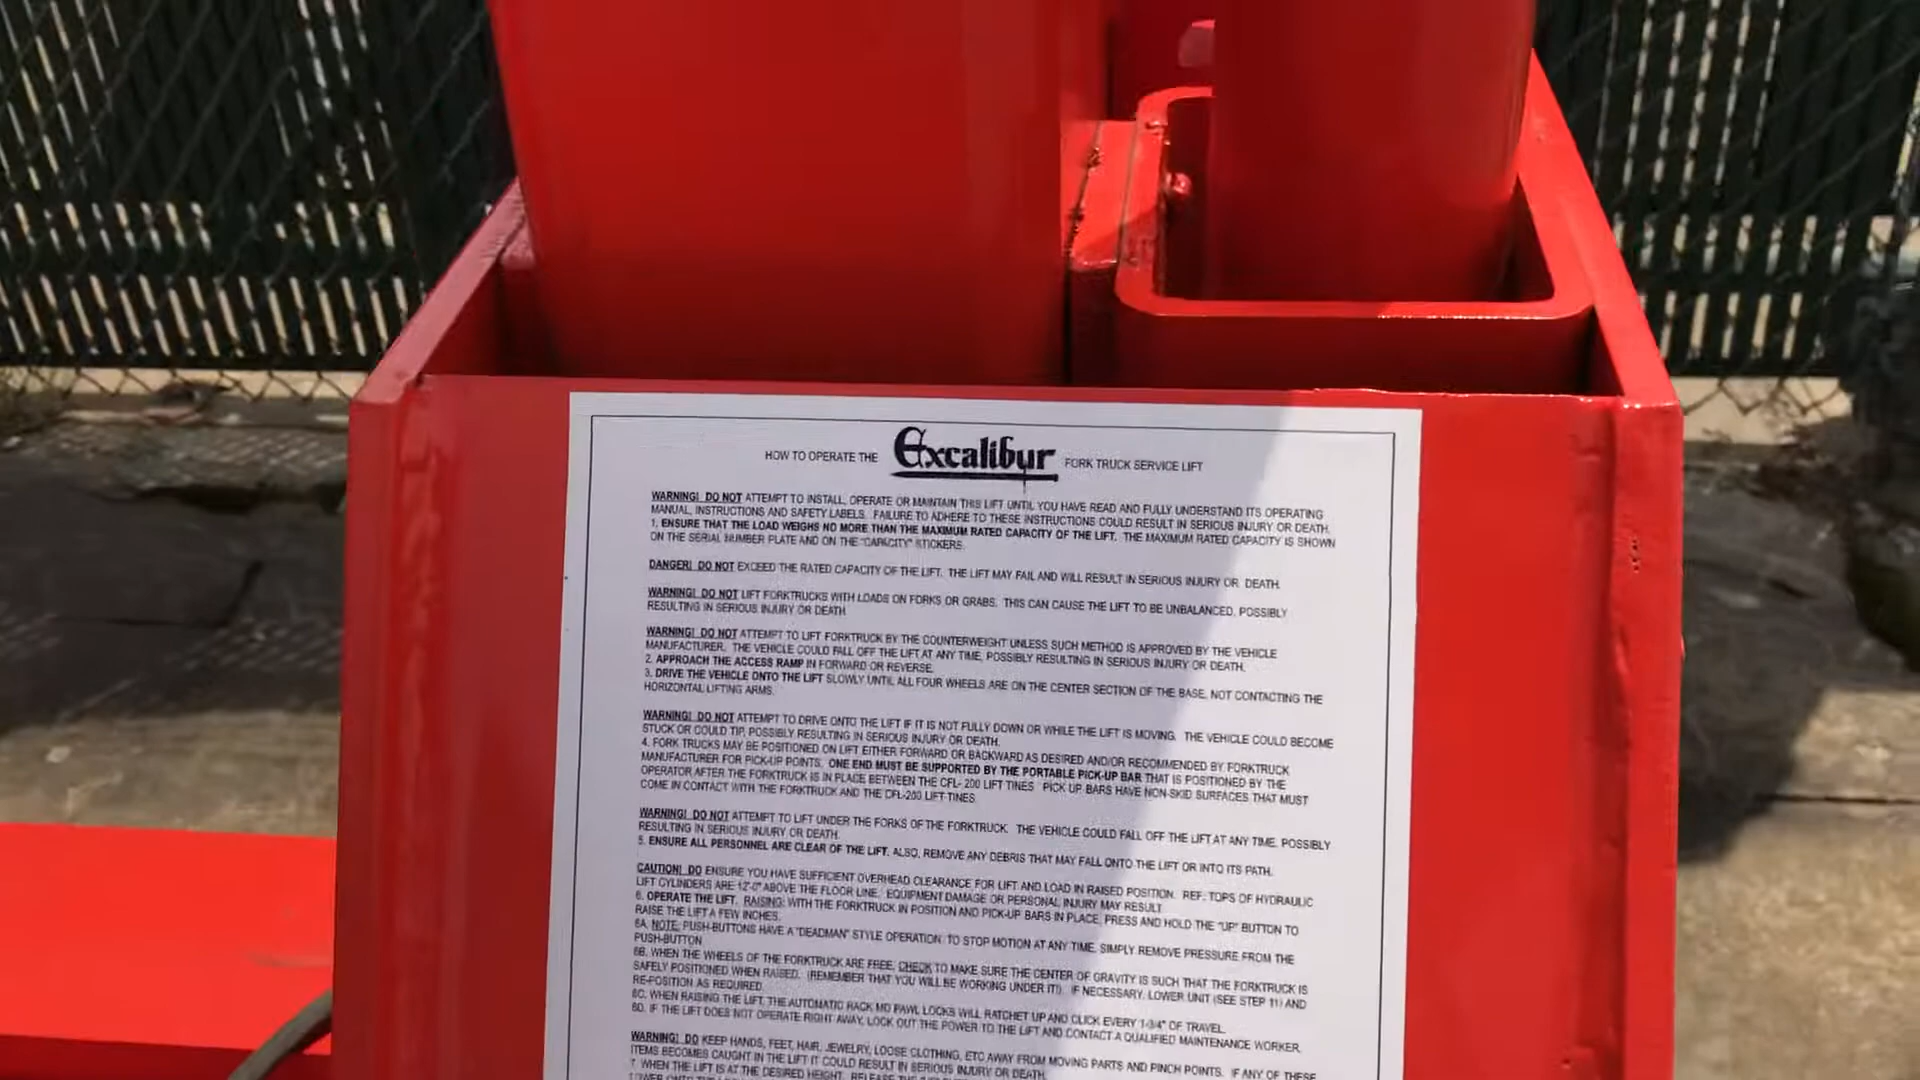 HOW TO OPERATE THE Excalibur FORK TRUCK SERVICE LIFT
WARNING! DO NOT ATTEMPT TO INSTALL, OPERATE OR MAINTAIN THIS LIFT UNTIL YOU HAVE READ AND FULLY UNDERSTAND ITS OPERATING
MANUAL, INSTRUCTIONS AND SAFETY LABELS. FAILURE TO ADHERE TO THESE INSTRUCTIONS COULD RESULT IN SERIOUS INJURY OR DEATH.
1. ENSURE THAT THE LOAD WEIGHS NO MORE THAN THE MAXIMUM RATED CAPACITY OF THE LIFT. THE MAXIMUM RATED CAPACITY IS SHOWN
ON THE SERIAL NUMBER PLATE AND ON THE "CAPACITY" STICKERS.
DANGER! DO NOT EXCEED THE RATED CAPACITY OF THE LIFT. THE LIFT MAY FAIL AND WILL RESULT IN SERIOUS INJURY OR DEATH.
WARNING! DO NOT LIFT FORKTRUCKS WITH LOADS ON FORKS OR GRABS. THIS CAN CAUSE THE LIFT TO BE UNBALANCED, POSSIBLY
RESULTING IN SERIOUS INJURY OR DEATH.
WARNING! DO NOT ATTEMPT TO LIFT FORKTRUCK BY THE COUNTERWEIGHT UNLESS SUCH METHOD IS APPROVED BY THE VEHICLE
MANUFACTURER. THE VEHICLE COULD FALL OFF THE LIFT AT ANY TIME, POSSIBLY RESULTING IN SERIOUS INJURY OR DEATH.
2. APPROACH THE ACCESS RAMP IN FORWARD OR REVERSE.
3. DRIVE THE VEHICLE ONTO THE LIFT SLOWLY UNTIL ALL FOUR WHEELS ARE ON THE CENTER SECTION OF THE BASE, NOT CONTACTING THE
HORIZONTAL LIFTING ARMS.
WARNING! DO NOT ATTEMPT TO DRIVE ONTO THE LIFT IF IT IS NOT FULLY DOWN OR WHILE THE LIFT IS MOVING. THE VEHICLE COULD BECOME
STUCK OR COULD TIP, POSSIBLY RESULTING IN SERIOUS INJURY OR DEATH.
4. FORK TRUCKS MAY BE POSITIONED ON LIFT EITHER FORWARD OR BACKWARD AS DESIRED AND/OR RECOMMENDED BY FORKTRUCK
MANUFACTURER FOR PICK-UP POINTS. ONE END MUST BE SUPPORTED BY THE PORTABLE PICK-UP BAR THAT IS POSITIONED BY THE
OPERATOR AFTER THE FORKTRUCK IS IN PLACE BETWEEN THE CFL-200 LIFT TINES. PICK UP BARS HAVE NON-SKID SURFACES THAT MUST
COME IN CONTACT WITH THE FORKTRUCK AND THE CFL-200 LIFT TINES.
WARNING! DO NOT ATTEMPT TO LIFT UNDER THE FORKS OF THE FORKTRUCK. THE VEHICLE COULD FALL OFF THE LIFT AT ANY TIME, POSSIBLY
RESULTING IN SERIOUS INJURY OR DEATH.
5. ENSURE ALL PERSONNEL ARE CLEAR OF THE LIFT. ALSO, REMOVE ANY DEBRIS THAT MAY FALL ONTO THE LIFT OR INTO ITS PATH.
CAUTION! DO ENSURE YOU HAVE SUFFICIENT OVERHEAD CLEARANCE FOR LIFT AND LOAD IN RAISED POSITION. REF: TOPS OF HYDRAULIC
LIFT CYLINDERS ARE 12'-0" ABOVE THE FLOOR LINE. EQUIPMENT DAMAGE OR PERSONAL INJURY MAY RESULT.
6. OPERATE THE LIFT. RAISING: WITH THE FORKTRUCK IN POSITION AND PICK-UP BARS IN PLACE, PRESS AND HOLD THE "UP" BUTTON TO
RAISE THE LIFT A FEW INCHES.
6A. NOTE: PUSH-BUTTONS HAVE A "DEADMAN" STYLE OPERATION. TO STOP MOTION AT ANY TIME, SIMPLY REMOVE PRESSURE FROM THE
PUSH-BUTTON.
6B. WHEN THE WHEELS OF THE FORKTRUCK ARE FREE, CHECK TO MAKE SURE THE CENTER OF GRAVITY IS SUCH THAT THE FORKTRUCK IS
SAFELY POSITIONED WHEN RAISED. (REMEMBER THAT YOU WILL BE WORKING UNDER IT!). IF NECESSARY, LOWER UNIT (SEE STEP 11) AND
RE-POSITION AS REQUIRED.
6C. WHEN RAISING THE LIFT, THE AUTOMATIC RACK MD PAWL LOCKS WILL RATCHET UP AND CLICK EVERY 1-3/4" OF TRAVEL.
6D. IF THE LIFT DOES NOT OPERATE RIGHT AWAY, LOCK OUT THE POWER TO THE LIFT AND CONTACT A QUALIFIED MAINTENANCE WORKER.
WARNING! DO KEEP HANDS, FEET, HAIR, JEWELRY, LOOSE CLOTHING, ETC AWAY FROM MOVING PARTS AND PINCH POINTS. IF ANY OF THESE
ITEMS BECOMES CAUGHT IN THE LIFT IT COULD RESULT IN SERIOUS INJURY OR DEATH.
7. WHEN THE LIFT IS AT THE DESIRED HEIGHT, RELEASE THE